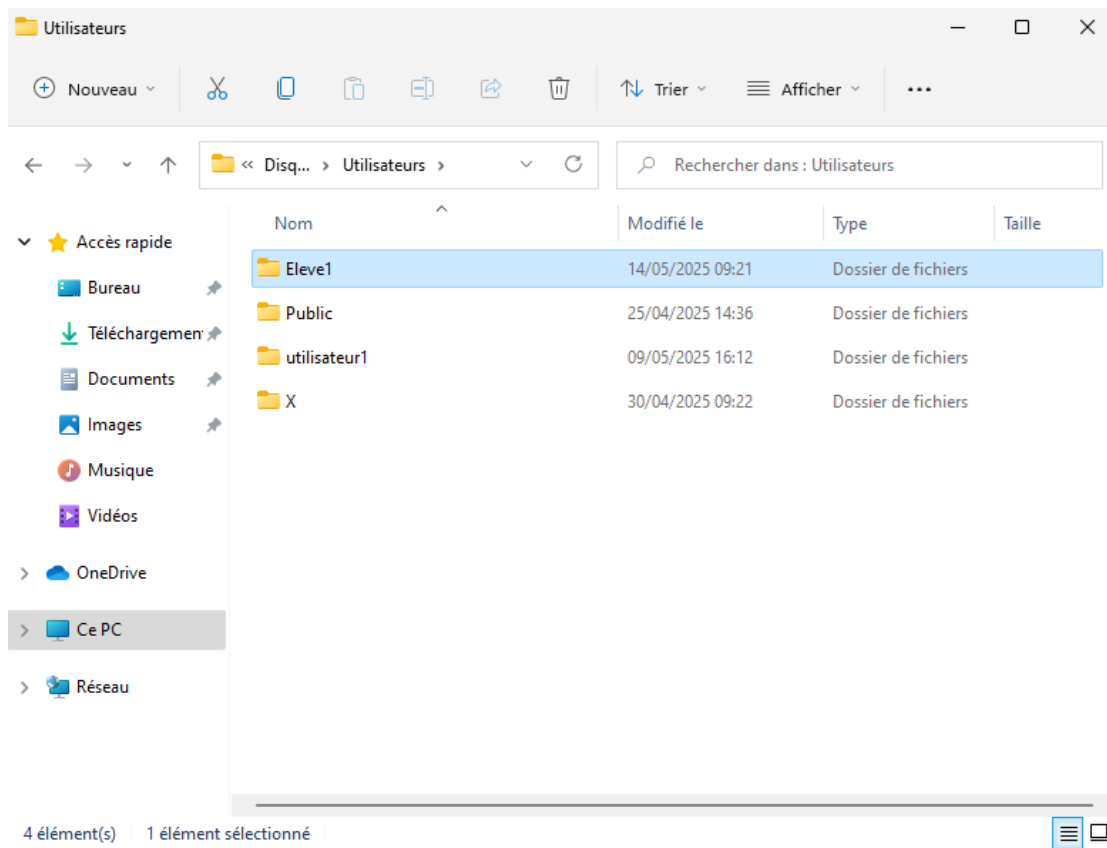 Utilisateurs
Nouveau Trier Afficher
« Disq... > Utilisateurs > Rechercher dans : Utilisateurs
Nom Modifié le Type Taille
Accès rapide
Eleve1 14/05/2025 09:21 Dossier de fichiers
Bureau
Public 25/04/2025 14:36 Dossier de fichiers
Téléchargemen
utilisateur1 09/05/2025 16:12 Dossier de fichiers
Documents
X 30/04/2025 09:22 Dossier de fichiers
Images
Musique
Vidéos
OneDrive
Ce PC
Réseau
4 élément(s) 1 élément sélectionné